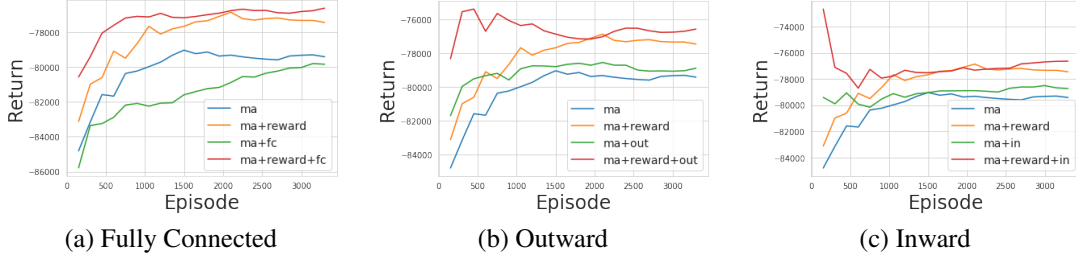 -78000
-80000
-82000
-84000
-86000
Return
0 500 1000 1500 2000 2500 3000
Episode
ma
ma+reward
ma+fc
ma+reward+fc
(a) Fully Connected
-76000
-78000
-80000
-82000
-84000
Return
0 500 1000 1500 2000 2500 3000
Episode
ma
ma+reward
ma+out
ma+reward+out
(b) Outward
-74000
-76000
-78000
-80000
-82000
-84000
Return
0 500 1000 1500 2000 2500 3000
Episode
ma
ma+reward
ma+in
ma+reward+in
(c) Inward